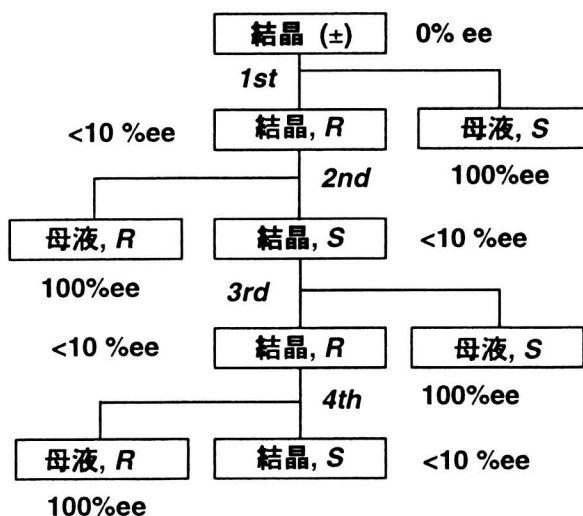 結晶 (±) 0% ee
1st
<10 %ee 結晶, R 母液, S
2nd 100%ee
母液, R 結晶, S <10 %ee
100%ee 3rd
<10 %ee 結晶, R 母液, S
4th 100%ee
母液, R 結晶, S <10 %ee
100%ee